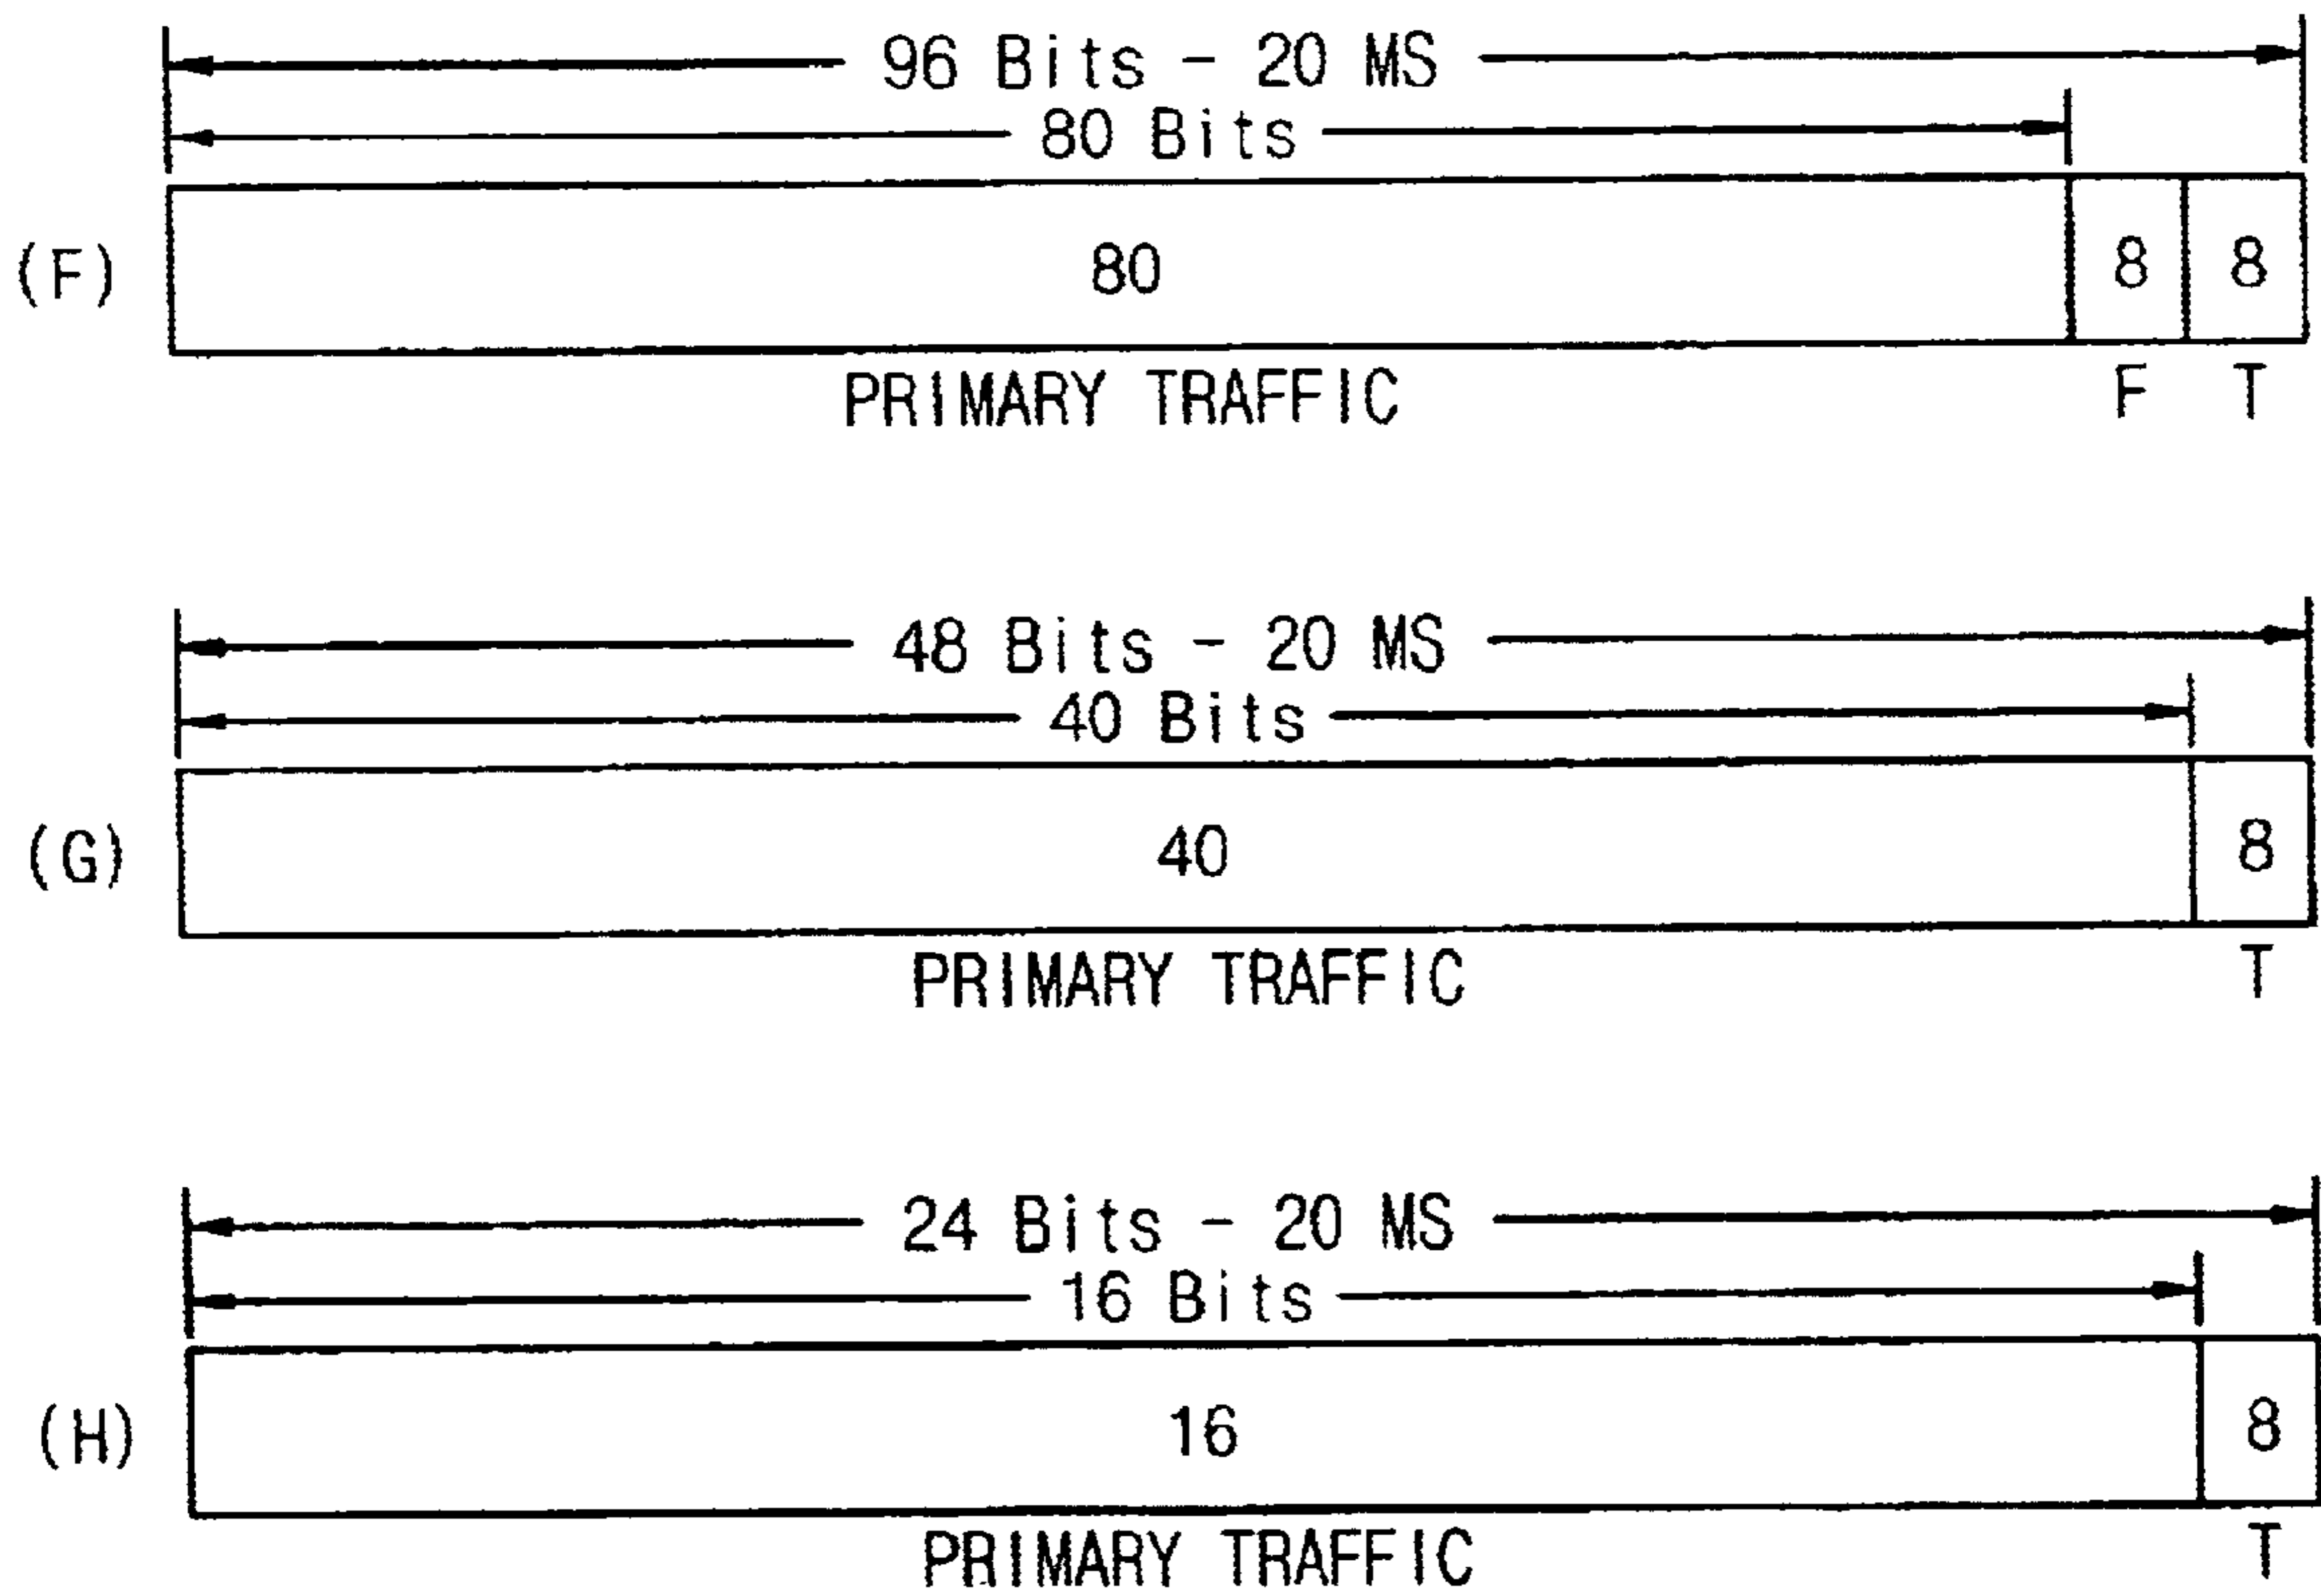 96 Bits - 20 MS
80 Bits
(F) 80 8 8
PRIMARY TRAFFIC F T
48 Bits - 20 MS
40 Bits
(G) 40 8
PRIMARY TRAFFIC T
24 Bits - 20 MS
16 Bits
(H) 16 8
PRIMARY TRAFFIC T